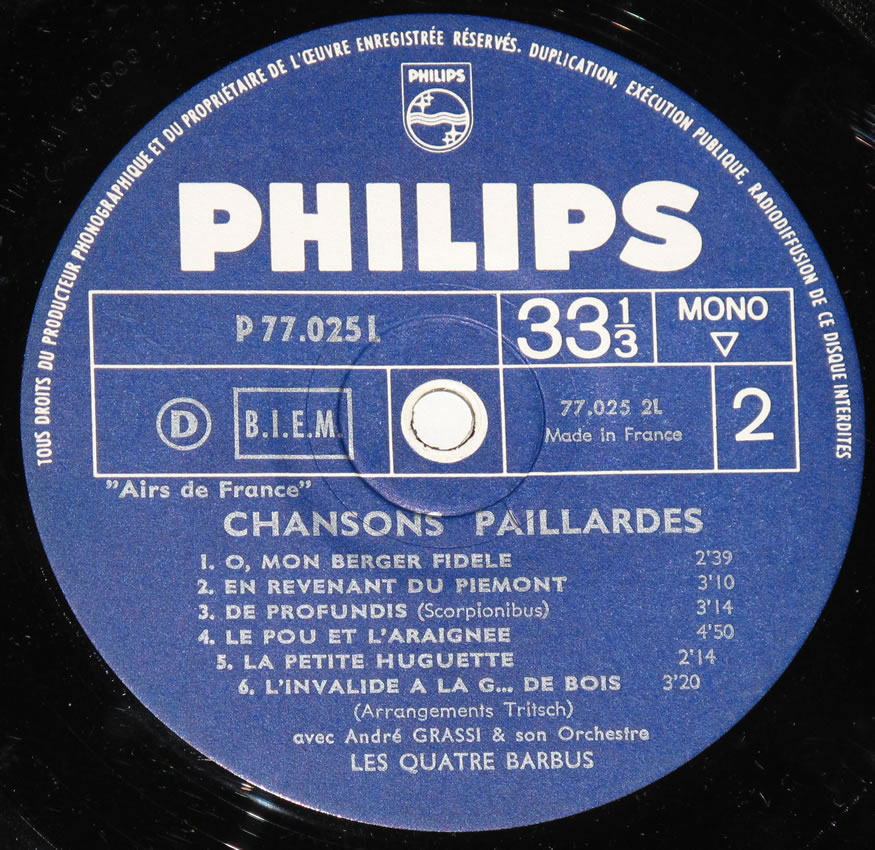 TOUS DROITS DU PRODUCTEUR PHONOGRAPHIQUE ET DU PROPRIÉTAIRE DE L'ŒUVRE ENREGISTRÉE RÉSERVÉS. DUPLICATION, EXÉCUTION PUBLIQUE, RADIODIFFUSION DE CE DISQUE INTERDITES
PHILIPS
PHILIPS
P 77.025 L
33 1/3
MONO
D
B.I.E.M.
77.025 2L
Made in France
2
"Airs de France"
CHANSONS PAILLARDES
1. O, MON BERGER FIDELE 2'39
2. EN REVENANT DU PIEMONT 3'10
3. DE PROFUNDIS (Scorpionibus) 3'14
4. LE POU ET L'ARAIGNEE 4'50
5. LA PETITE HUGUETTE 2'14
6. L'INVALIDE A LA G... DE BOIS 3'20
(Arrangements Tritsch)
avec André GRASSI & son Orchestre
LES QUATRE BARBUS